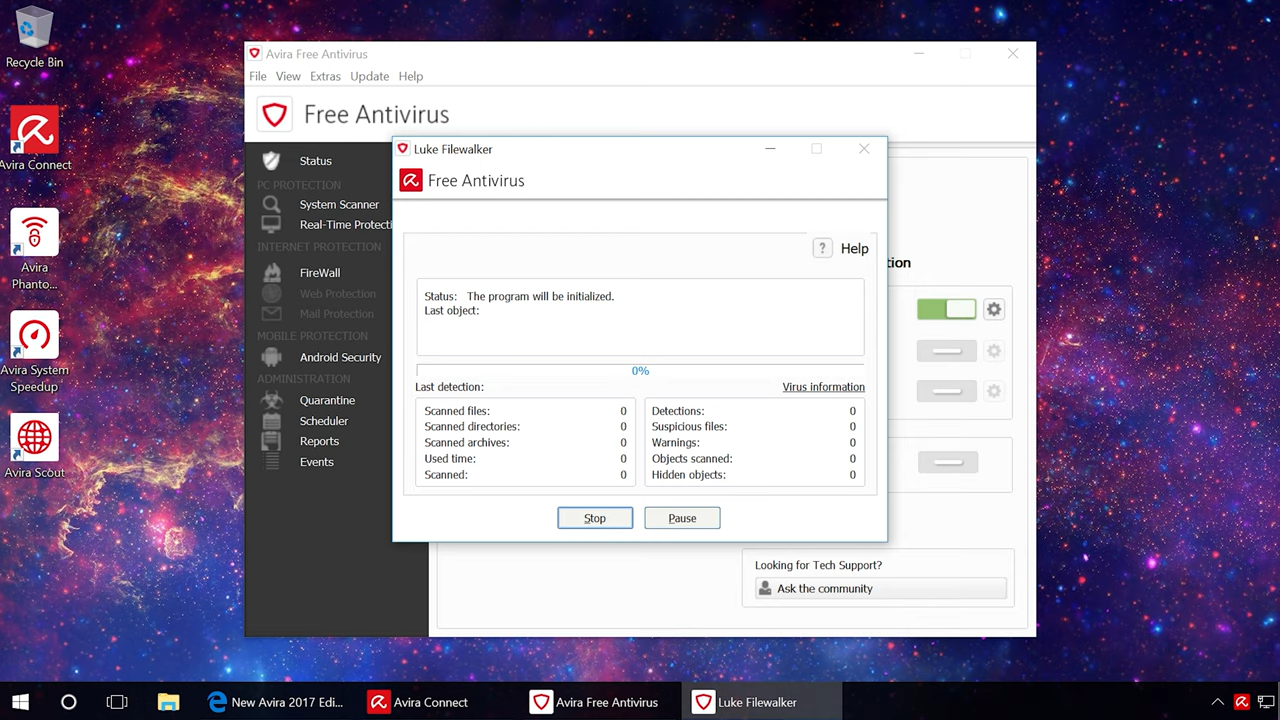 Recycle Bin
Avira Connect
Avira
Phanto...
Avira System
Speedup
Avira Scout
Avira Free Antivirus
File View Extras Update Help
Free Antivirus
Status
PC PROTECTION
System Scanner
Real-Time Protecti
INTERNET PROTECTION
FireWall
Web Protection
Mail Protection
MOBILE PROTECTION
Android Security
ADMINISTRATION
Quarantine
Scheduler
Reports
Events
tion
Luke Filewalker
Free Antivirus
? Help
Status: The program will be initialized.
Last object:
0%
Last detection: Virus information
Scanned files: 0
Scanned directories: 0
Scanned archives: 0
Used time: 0
Scanned: 0
Detections: 0
Suspicious files: 0
Warnings: 0
Objects scanned: 0
Hidden objects: 0
Stop Pause
Looking for Tech Support?
Ask the community
New Avira 2017 Edi... Avira Connect Avira Free Antivirus Luke Filewalker